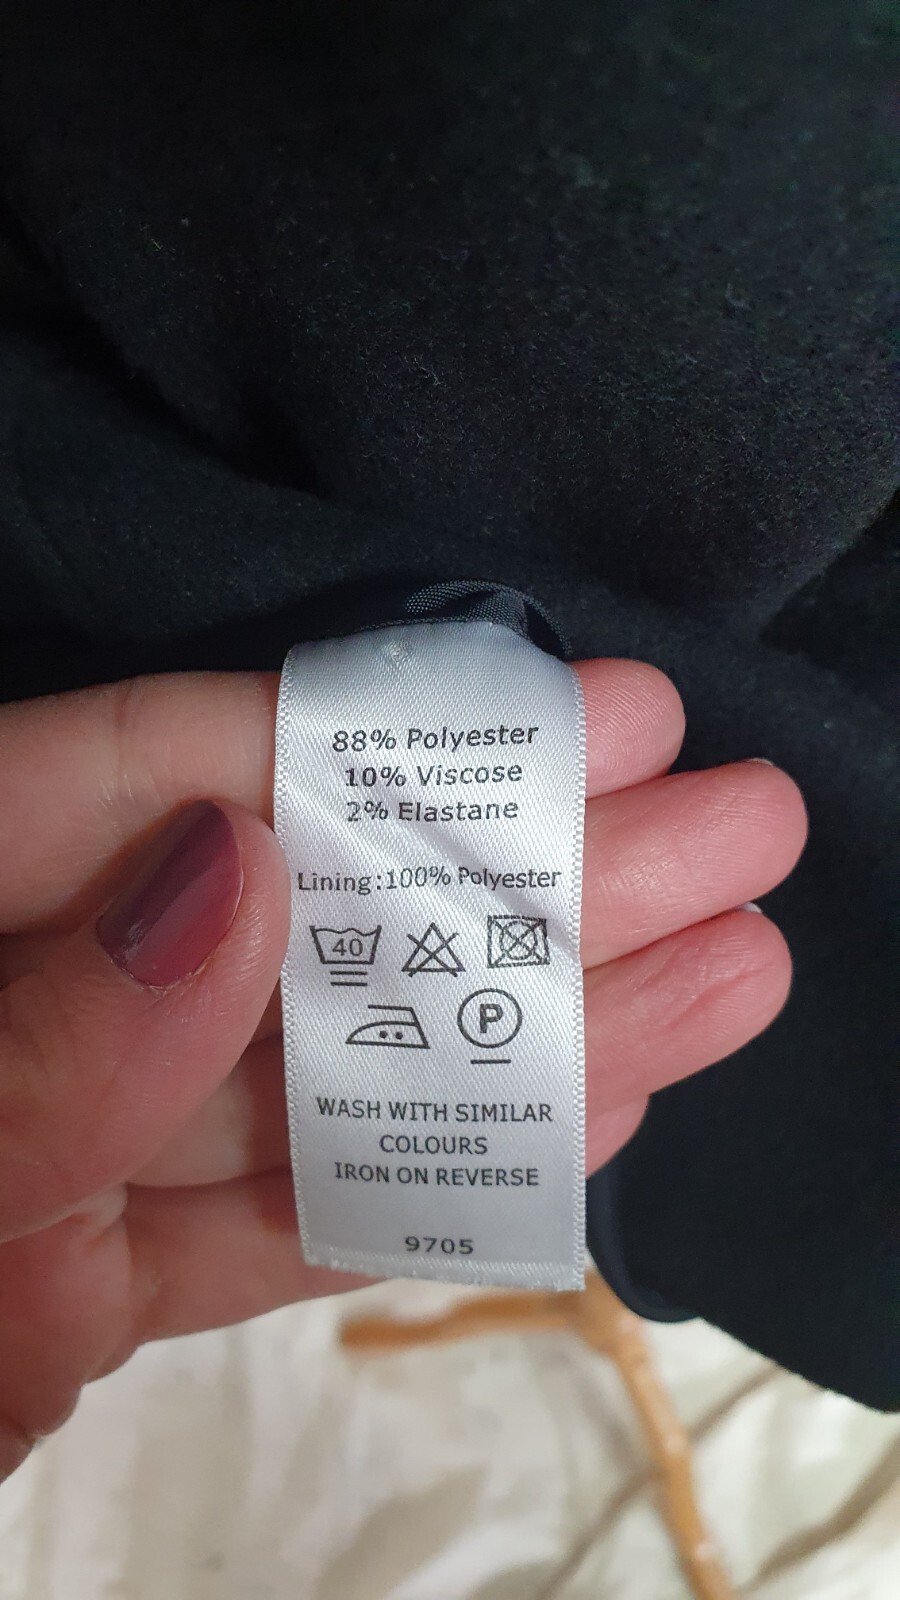 88% Polyester
10% Viscose
2% Elastane
Lining:100% Polyester
40
P
WASH WITH SIMILAR
COLOURS
IRON ON REVERSE
9705